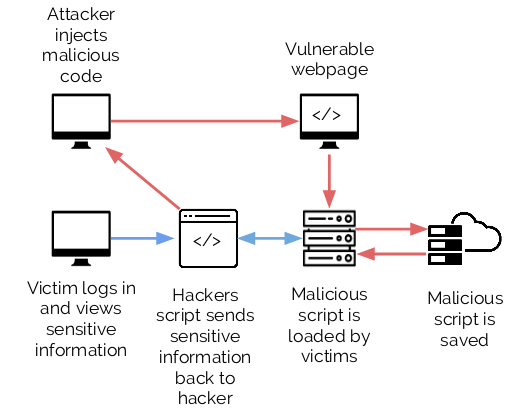 Attacker
injects
malicious
code
Vulnerable
webpage
</>
</>
Victim logs in
and views
sensitive
information
Hackers
script sends
sensitive
information
back to
hacker
Malicious
script is
loaded by
victims
Malicious
script is
saved